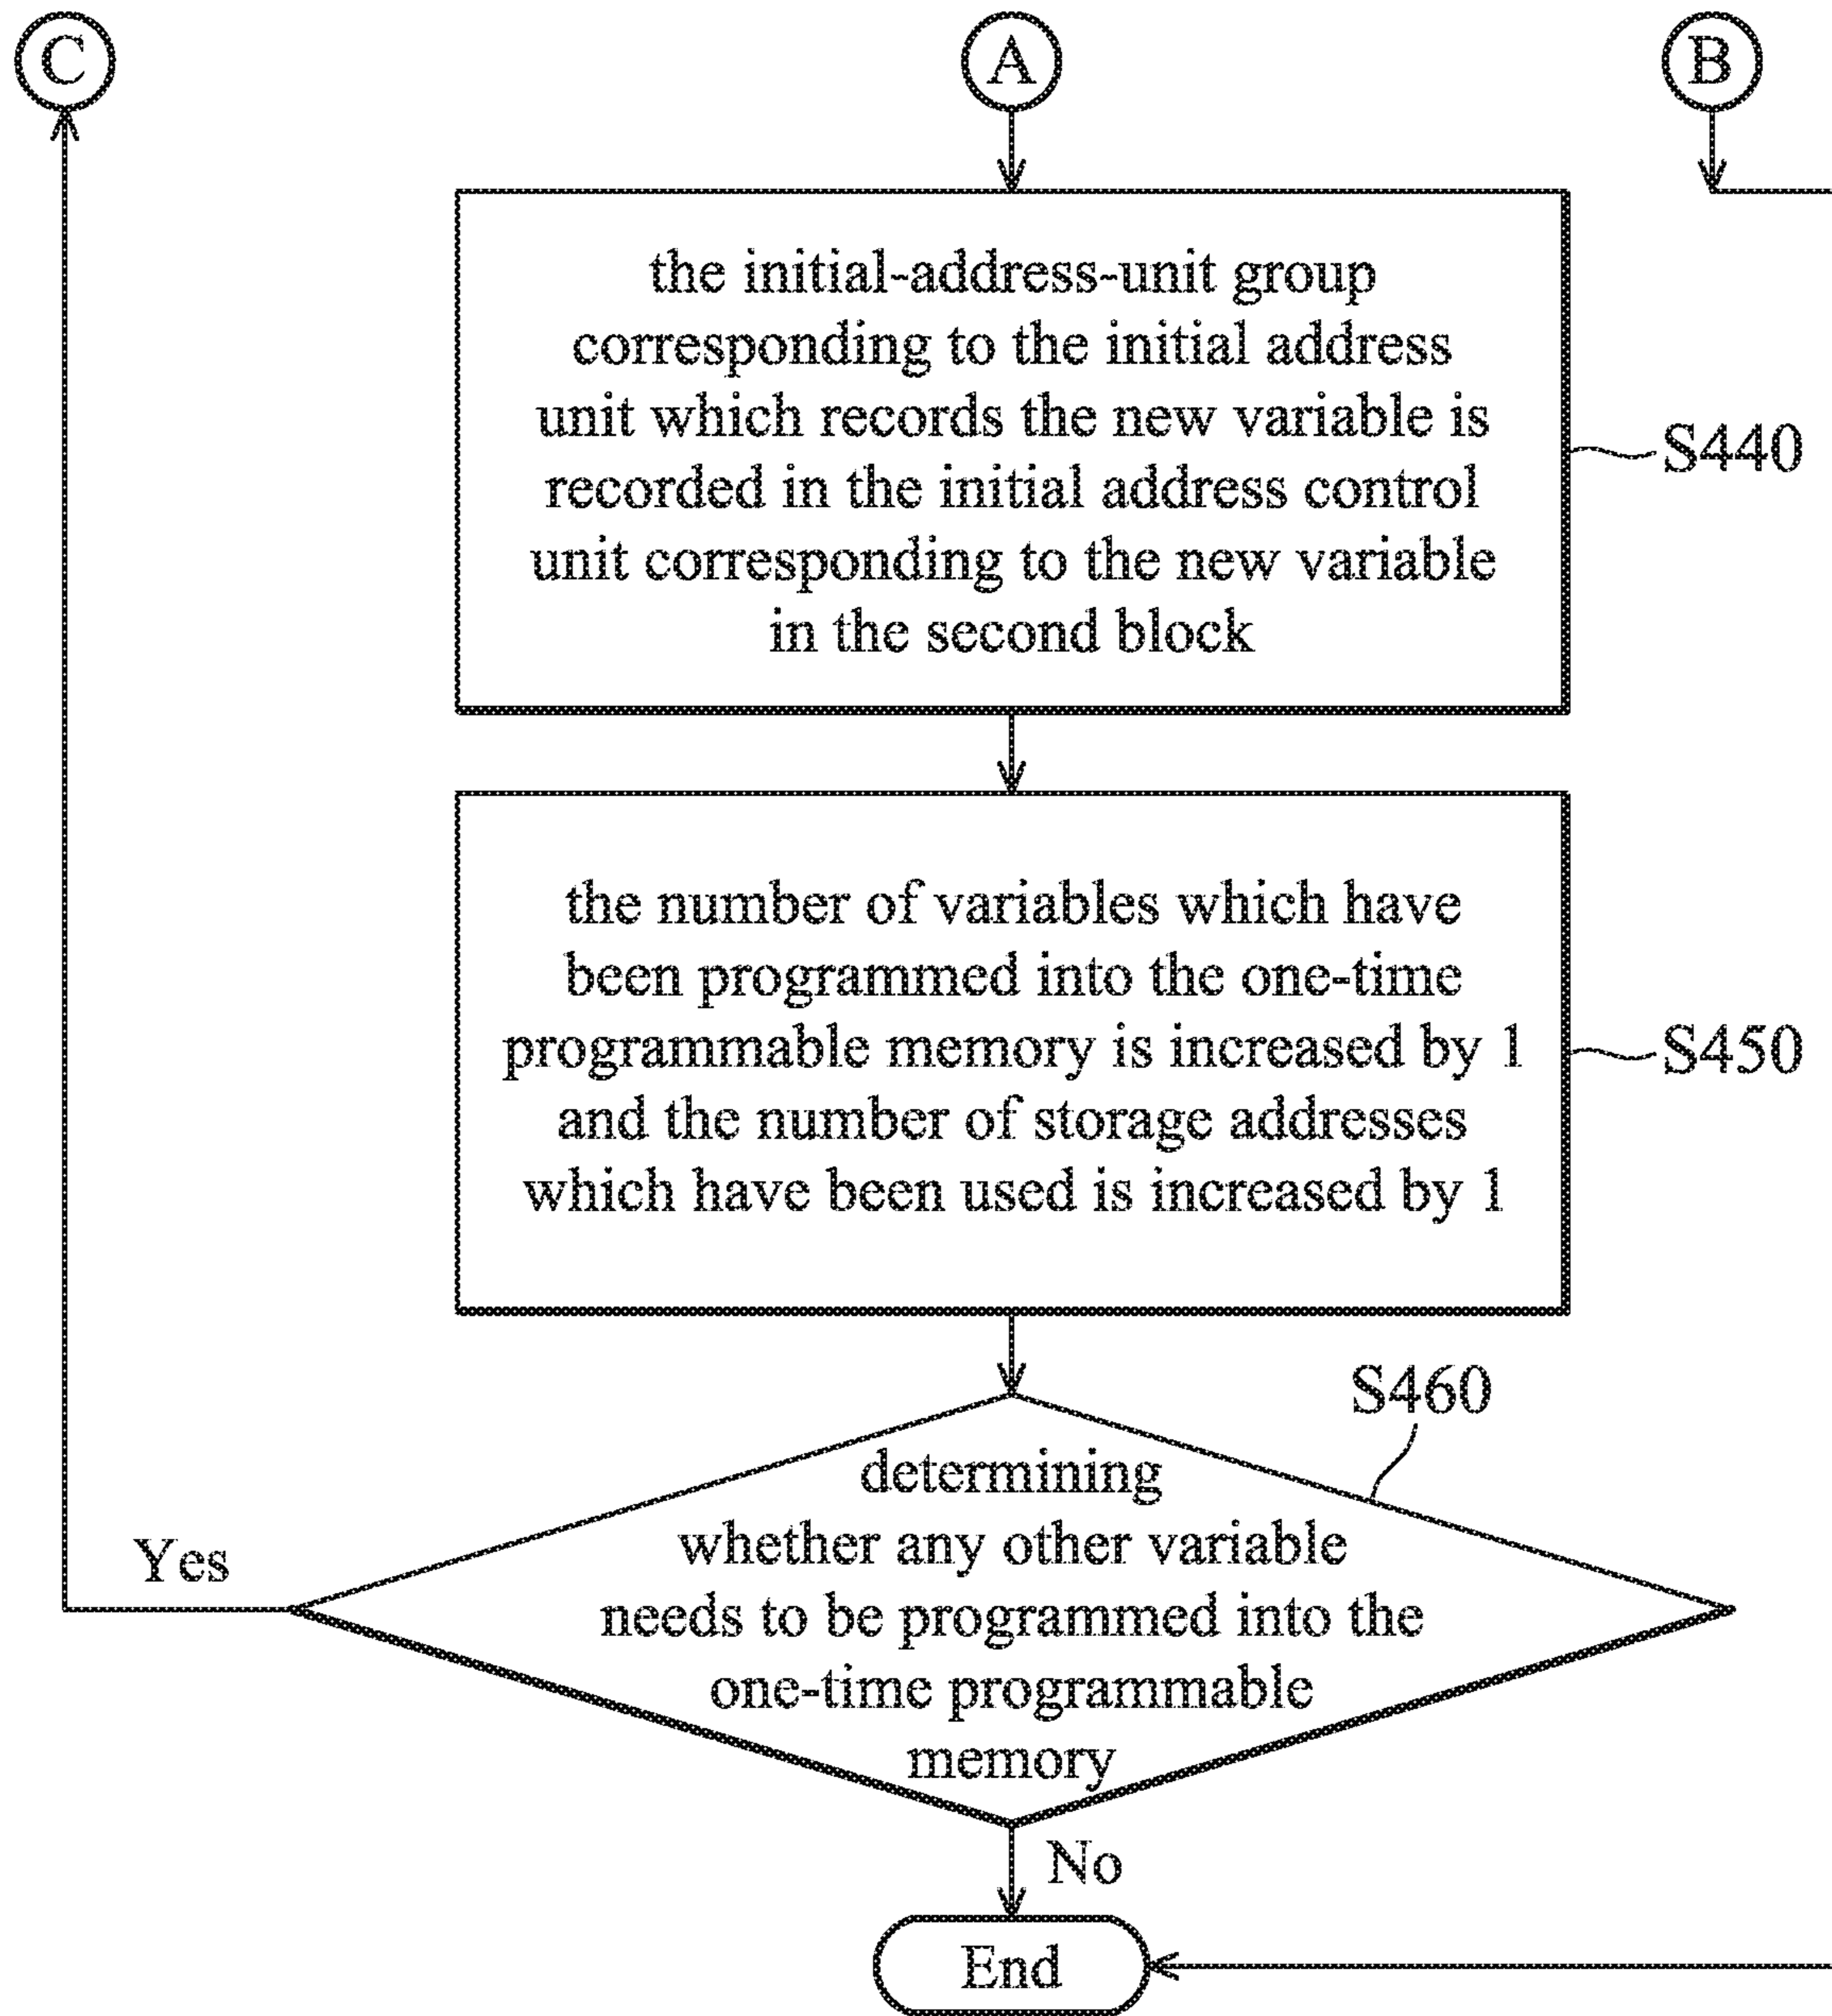 C
A
B
the initial-address-unit group
corresponding to the initial address
unit which records the new variable is
recorded in the initial address control
unit corresponding to the new variable
in the second block
S440
the number of variables which have
been programmed into the one-time
programmable memory is increased by 1
and the number of storage addresses
which have been used is increased by 1
S450
S460
determining
whether any other variable
needs to be programmed into the
one-time programmable
memory
Yes
No
End